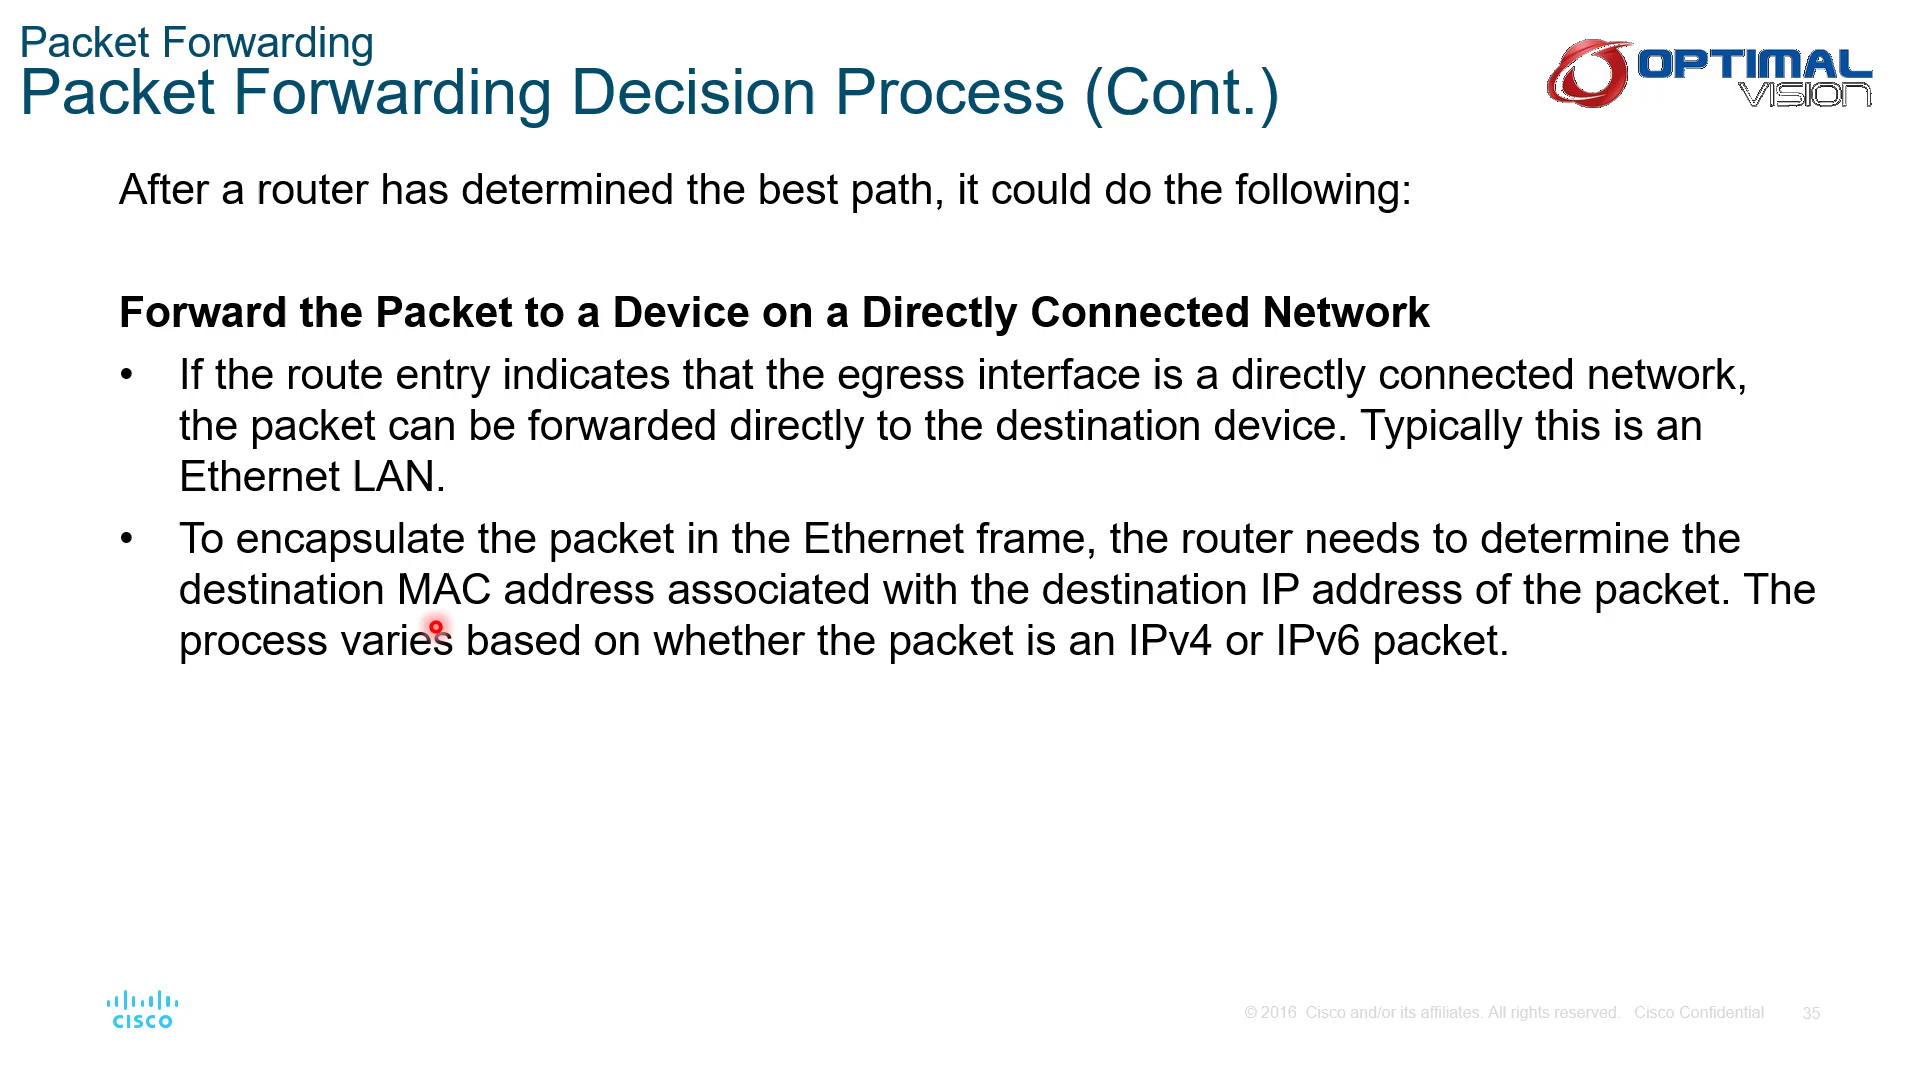 Packet Forwarding
Packet Forwarding Decision Process (Cont.)
OPTIMAL
VISION
After a router has determined the best path, it could do the following:
Forward the Packet to a Device on a Directly Connected Network
• If the route entry indicates that the egress interface is a directly connected network,
the packet can be forwarded directly to the destination device. Typically this is an
Ethernet LAN.
• To encapsulate the packet in the Ethernet frame, the router needs to determine the
destination MAC address associated with the destination IP address of the packet. The
process varies based on whether the packet is an IPv4 or IPv6 packet.
CISCO
© 2016 Cisco and/or its affiliates. All rights reserved. Cisco Confidential 35